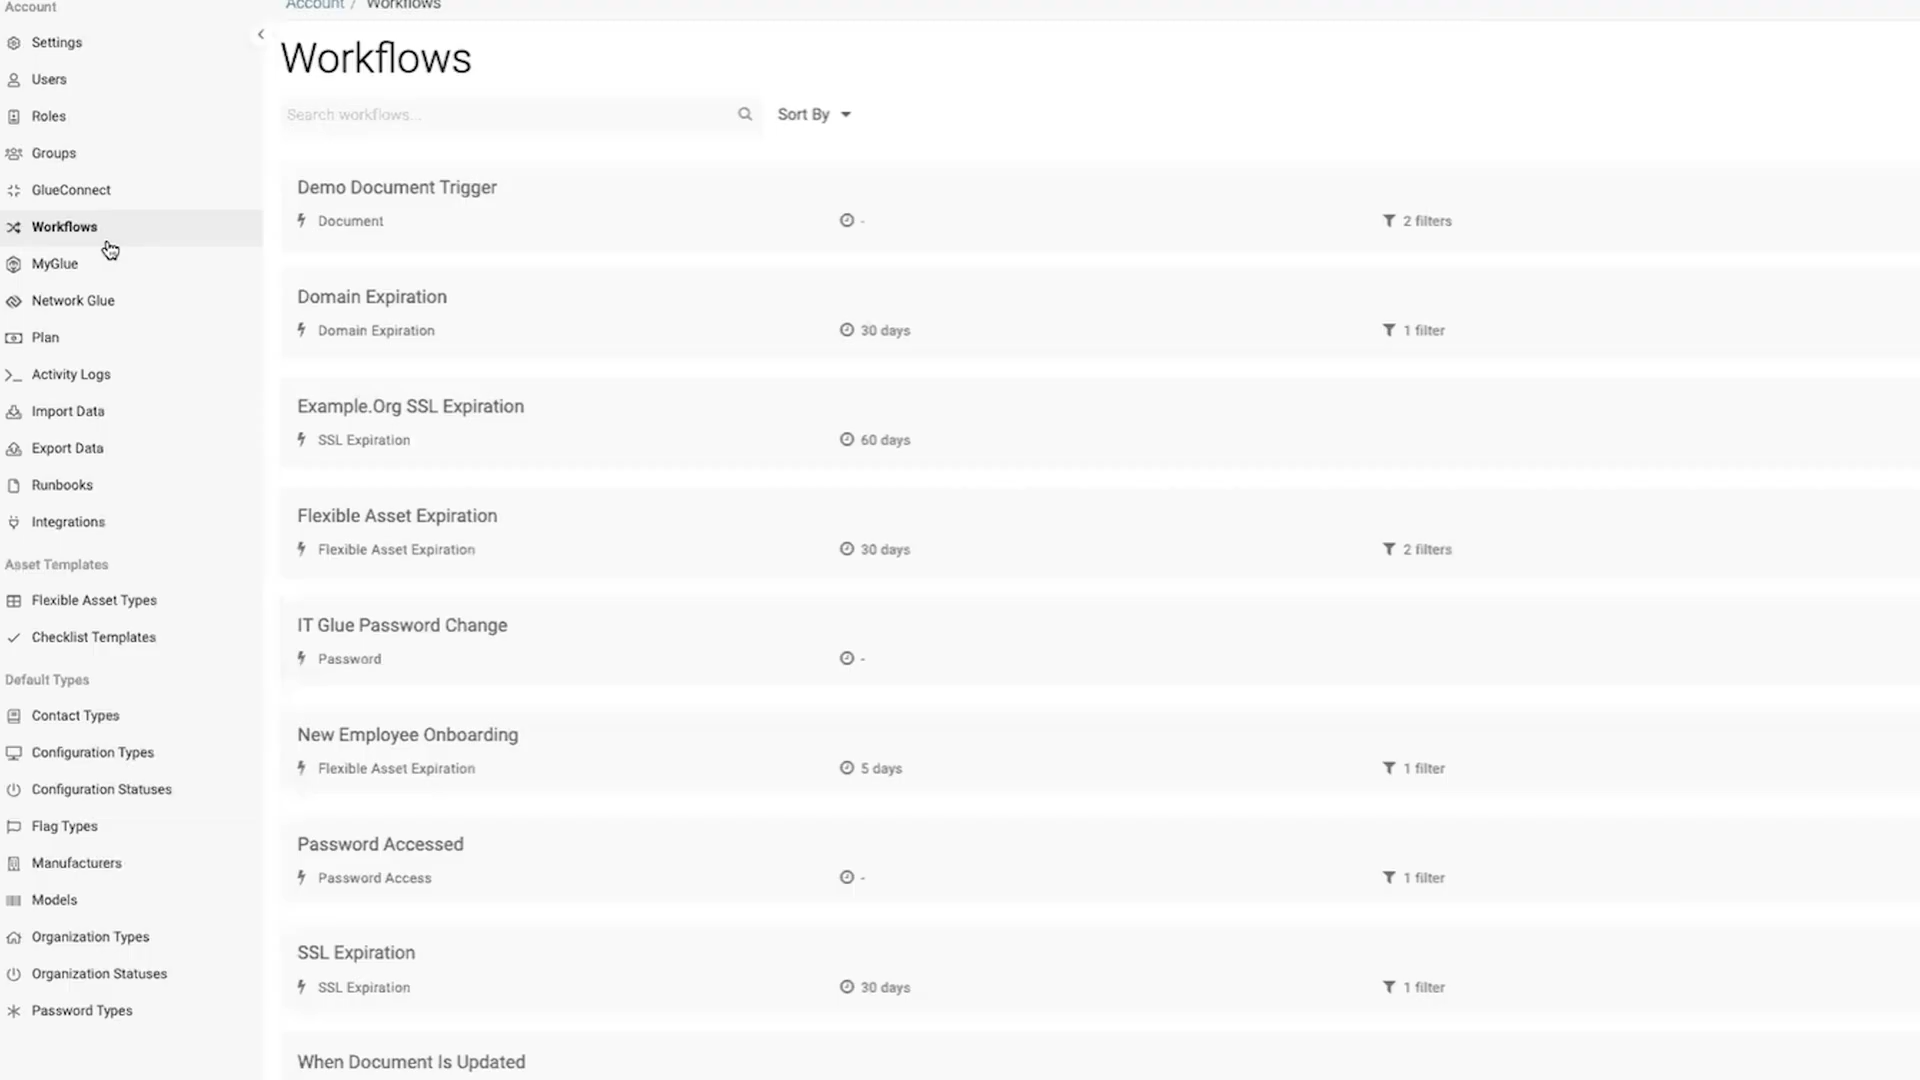 Account
Settings
Users
Roles
Groups
GlueConnect
Workflows
MyGlue
Network Glue
Plan
Activity Logs
Import Data
Export Data
Runbooks
Integrations
Asset Templates
Flexible Asset Types
Checklist Templates
Default Types
Contact Types
Configuration Types
Configuration Statuses
Flag Types
Manufacturers
Models
Organization Types
Organization Statuses
Password Types
Account / Workflows
Workflows
Search workflows... Sort By
Demo Document Trigger
Document - 2 filters
Domain Expiration
Domain Expiration 30 days 1 filter
Example.Org SSL Expiration
SSL Expiration 60 days
Flexible Asset Expiration
Flexible Asset Expiration 30 days 2 filters
IT Glue Password Change
Password -
New Employee Onboarding
Flexible Asset Expiration 5 days 1 filter
Password Accessed
Password Access - 1 filter
SSL Expiration
SSL Expiration 30 days 1 filter
When Document Is Updated